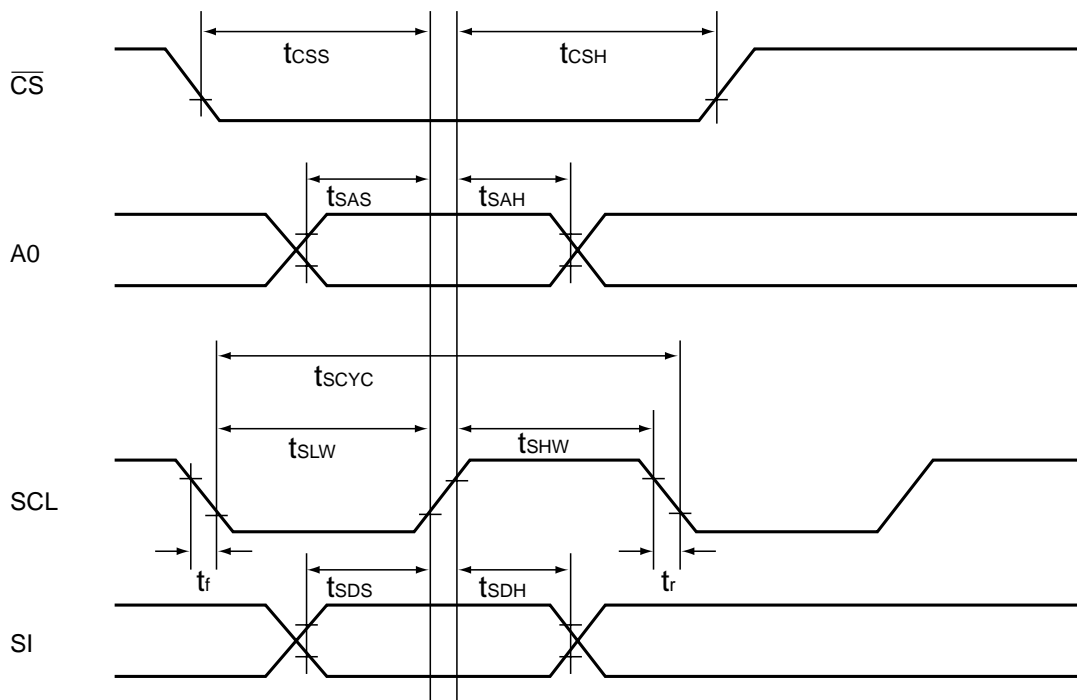 tCSS
tCSH
CS
tSAS
tSAH
A0
tSCYC
tSLW
tSHW
SCL
tf
tr
tSDS
tSDH
SI